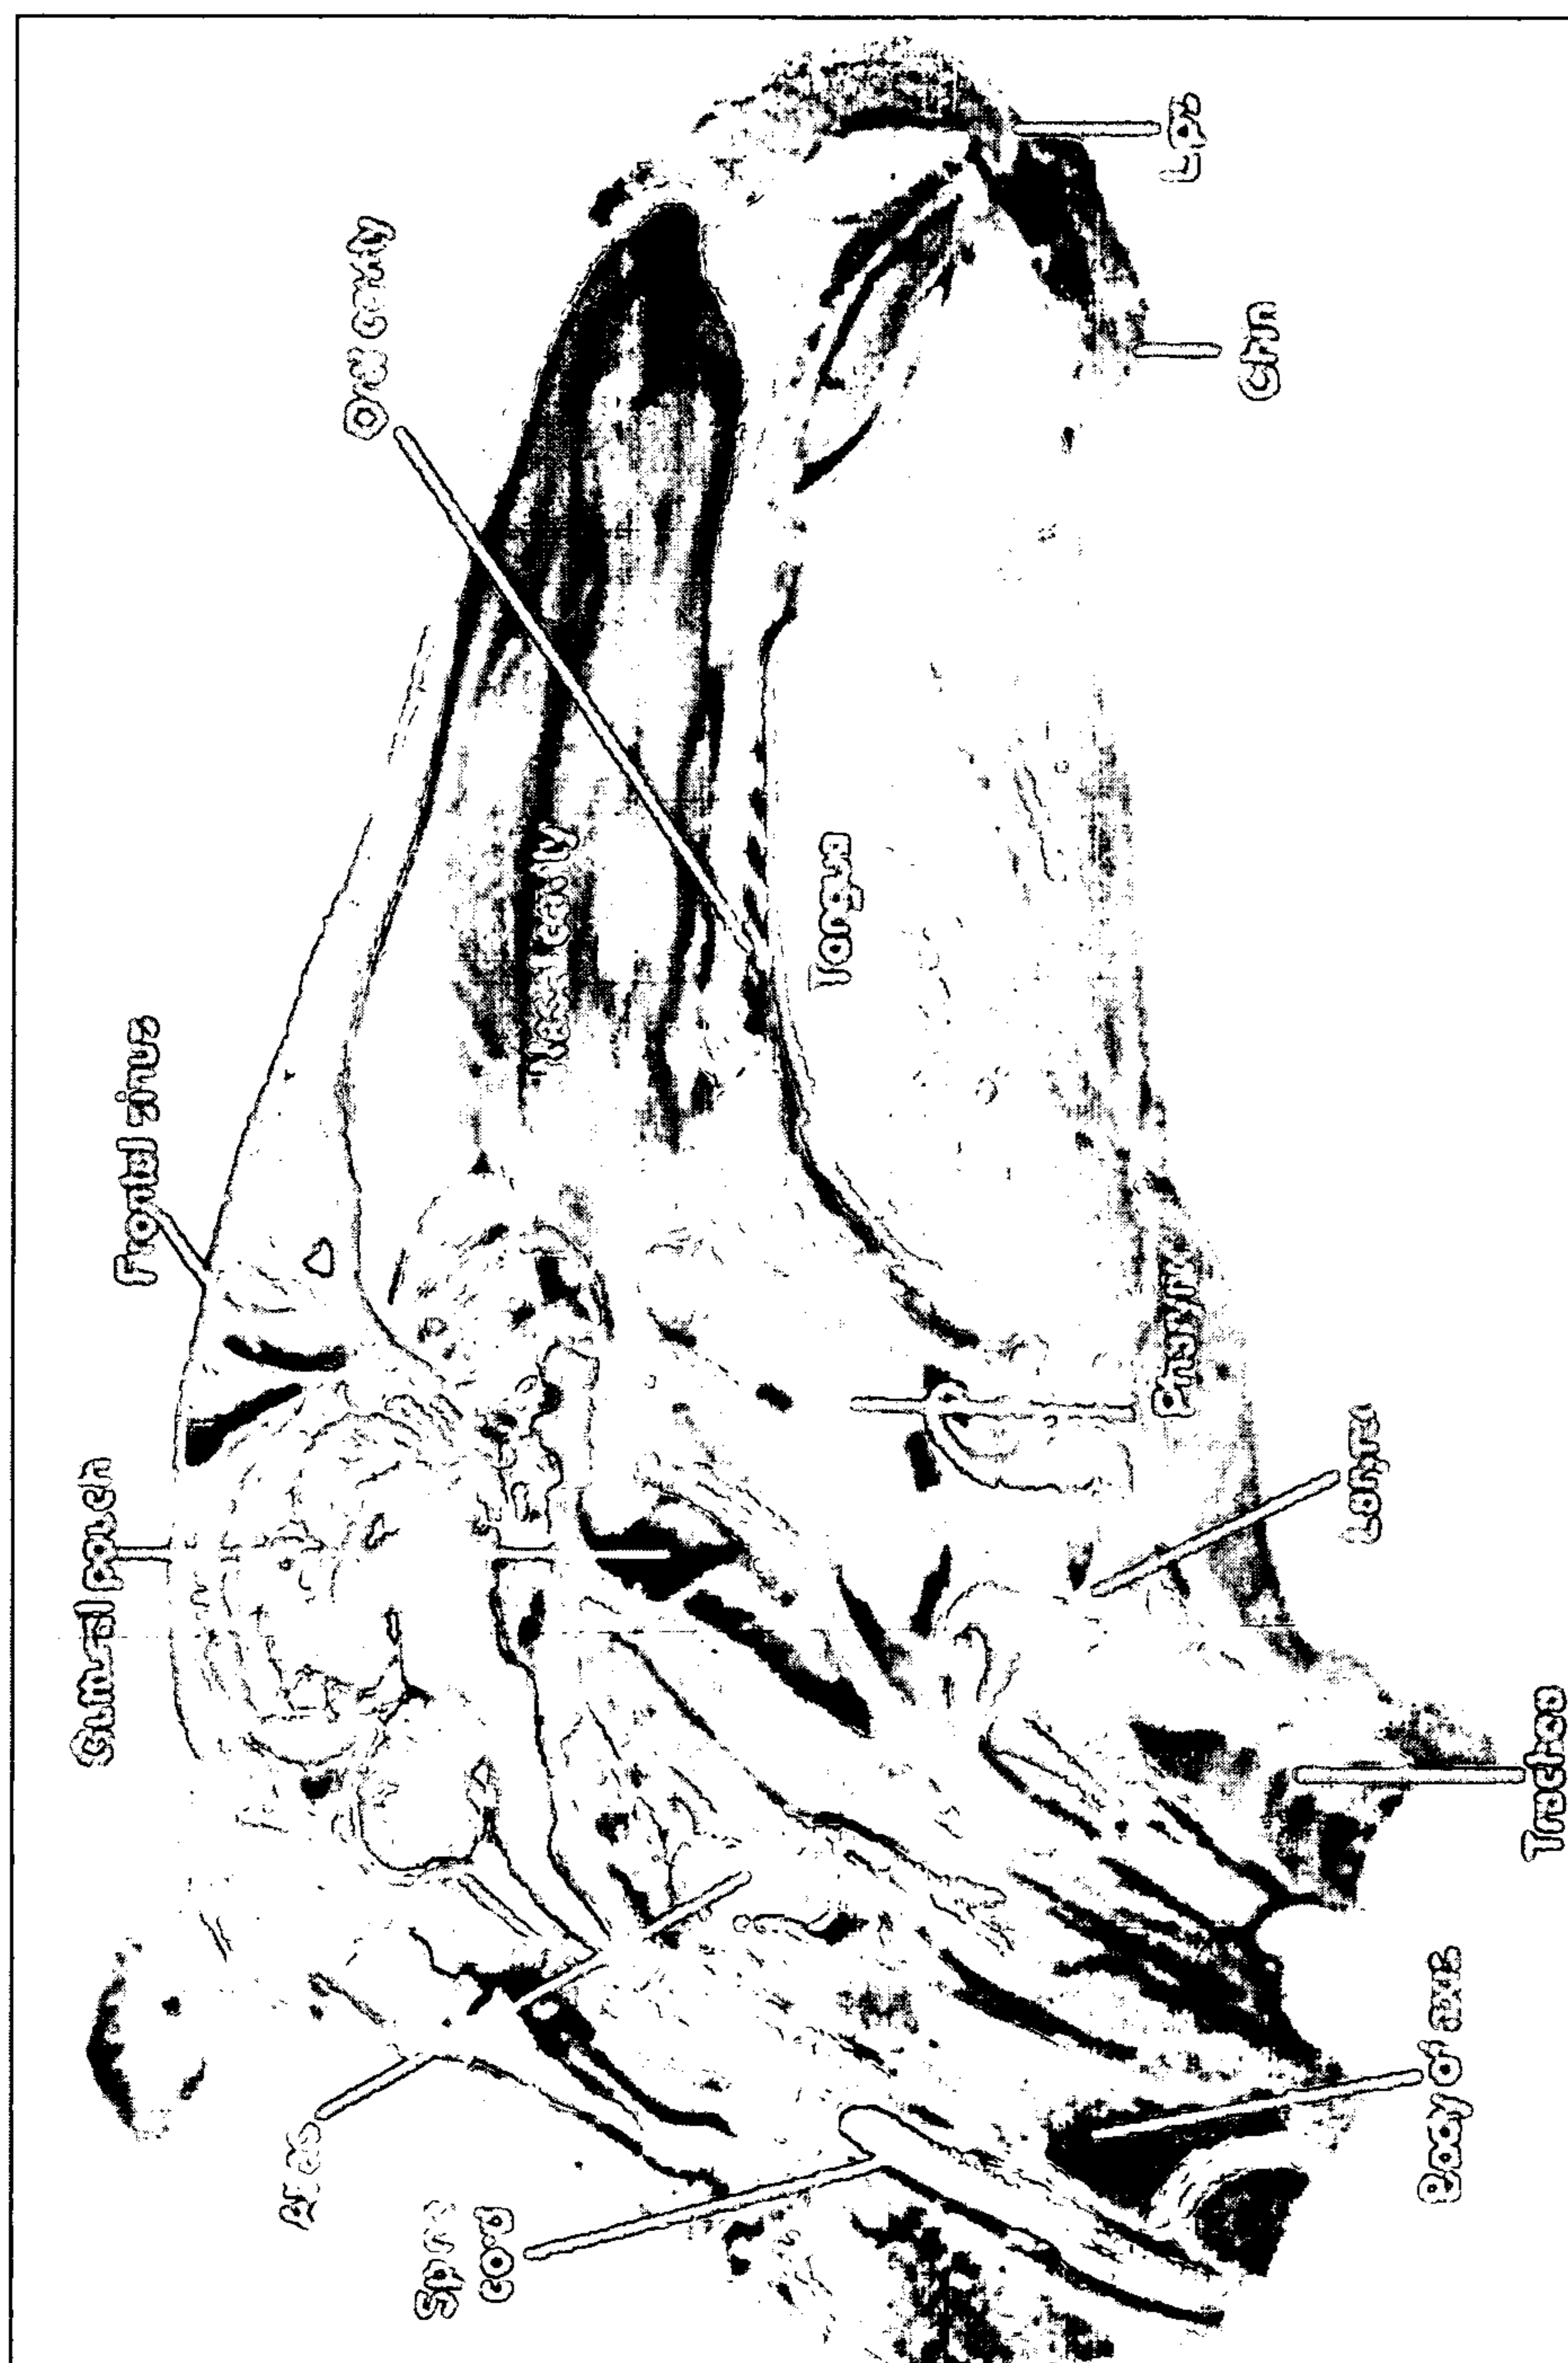 Guttural pouch
Frontal sinus
Atlas
Oral cavity
Spinal
cord
Nasal cavity
Tongue
Pharynx
Lips
Chin
Larynx
Body of axis
Trachea